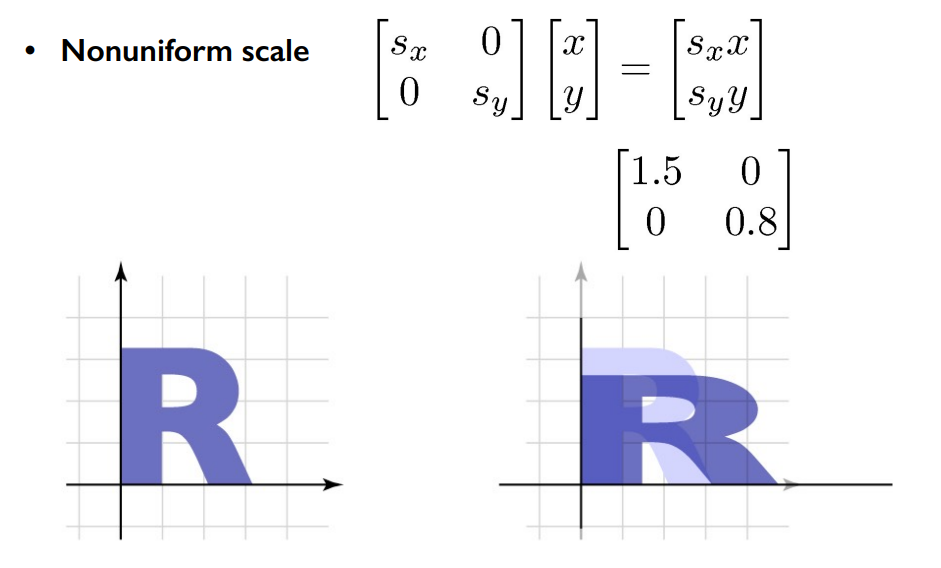 • Nonuniform scale
[s_x 0; 0 s_y] [x; y] = [s_x x; s_y y]
[1.5 0; 0 0.8]
R
R